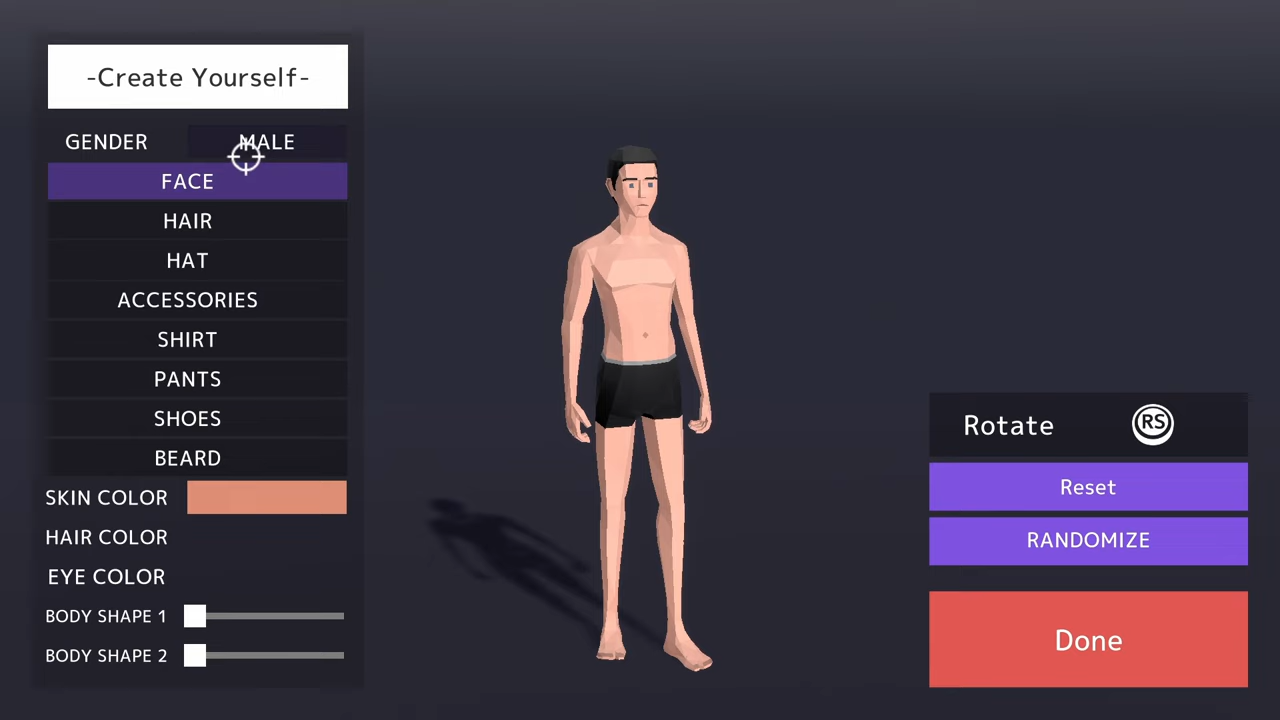 -Create Yourself-
GENDER MALE
FACE
HAIR
HAT
ACCESSORIES
SHIRT
PANTS
SHOES
BEARD
SKIN COLOR
HAIR COLOR
EYE COLOR
BODY SHAPE 1
BODY SHAPE 2
Rotate RS
Reset
RANDOMIZE
Done